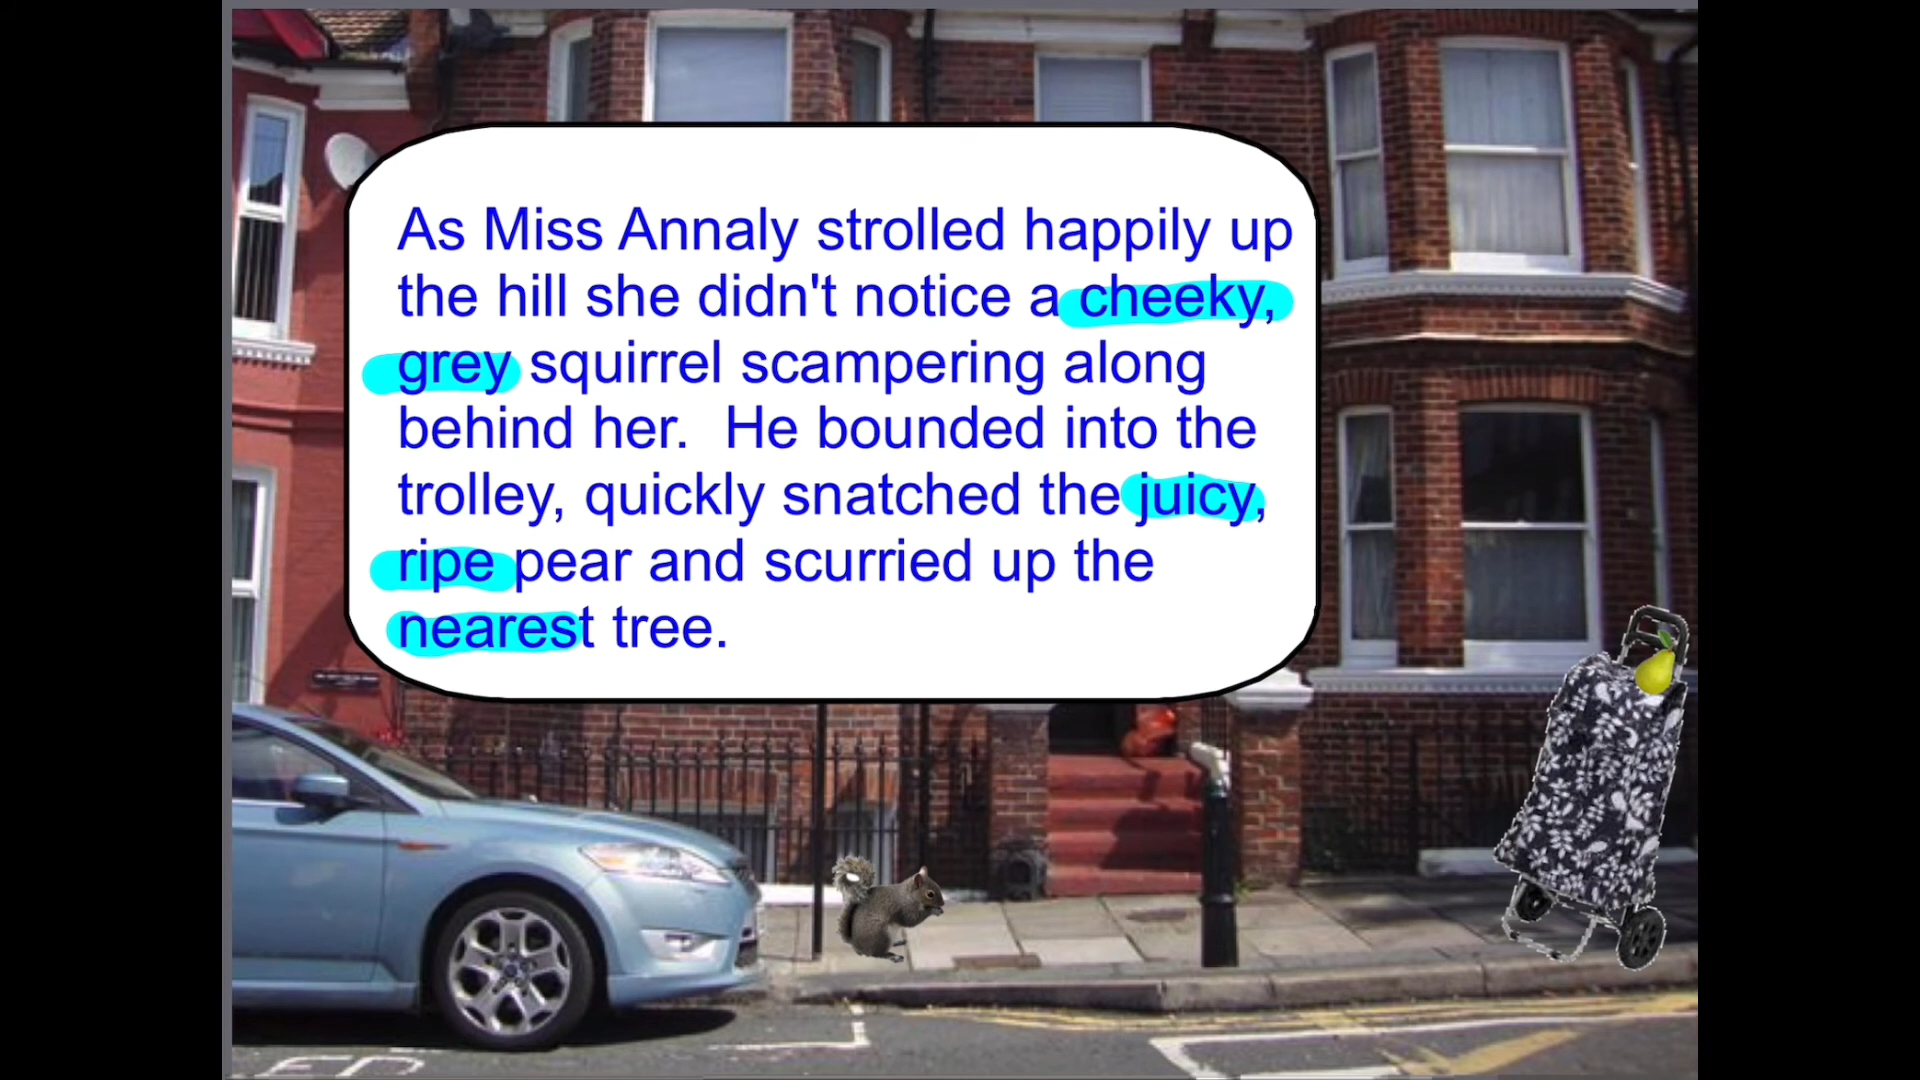 As Miss Annaly strolled happily up
the hill she didn't notice a cheeky,
grey squirrel scampering along
behind her.  He bounded into the
trolley, quickly snatched the juicy,
ripe pear and scurried up the
nearest tree.